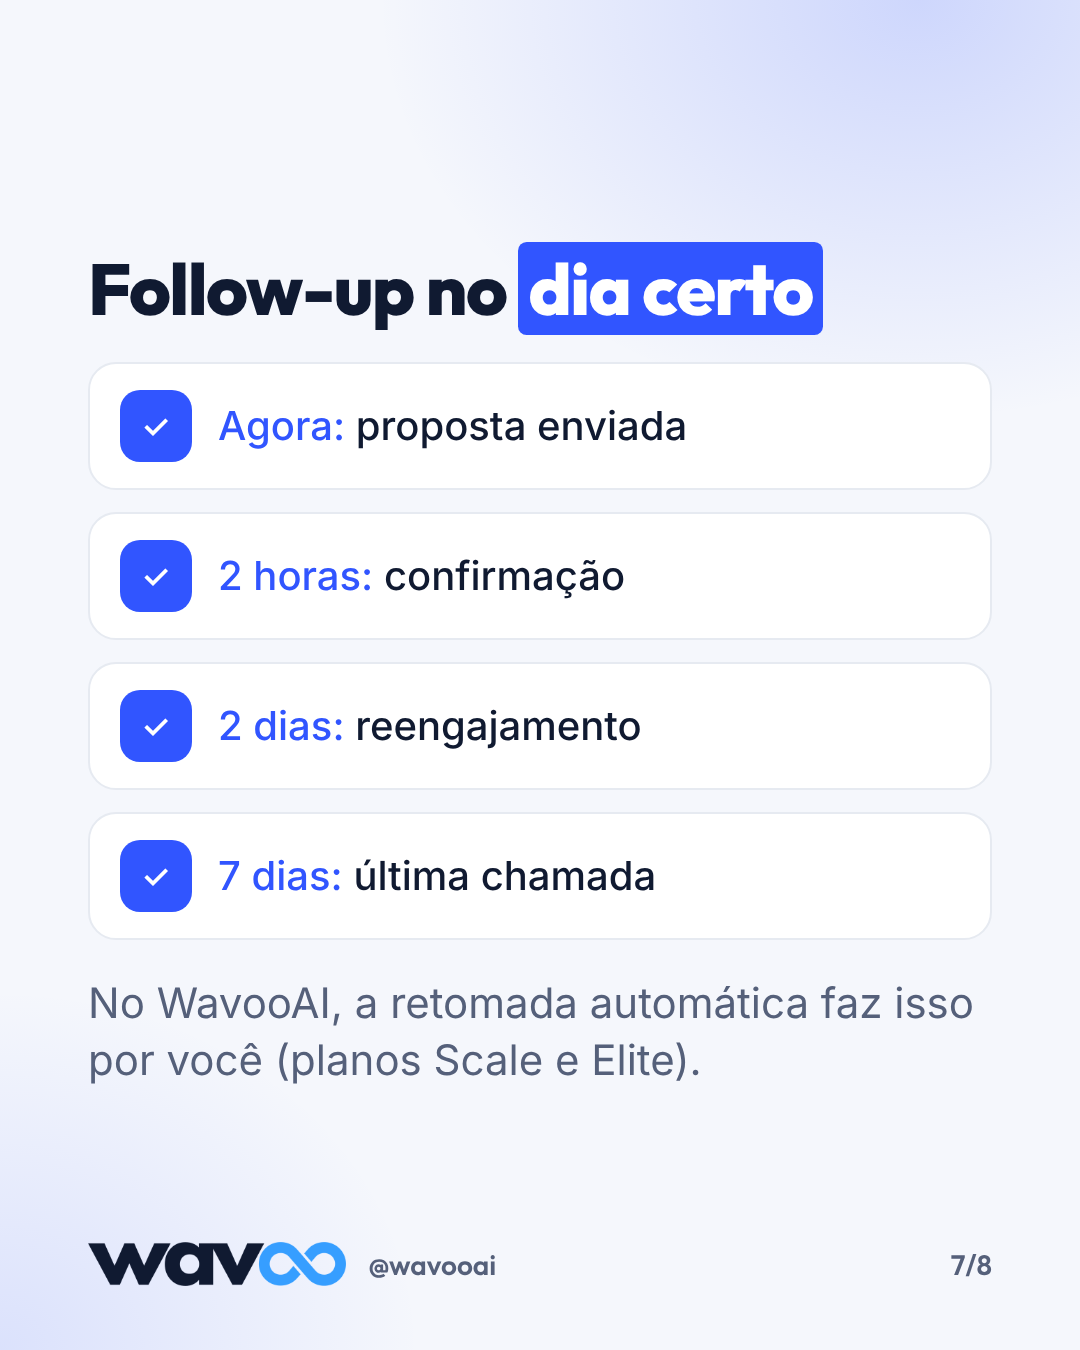 Follow-up no dia certo
Agora: proposta enviada
2 horas: confirmação
2 dias: reengajamento
7 dias: última chamada
No WavooAI, a retomada automática faz isso
por você (planos Scale e Elite).
wavoo @wavooai 7/8